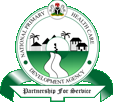 NATIONAL PRIMARY HEALTH CARE
DEVELOPMENT AGENCY
Partnership For Service